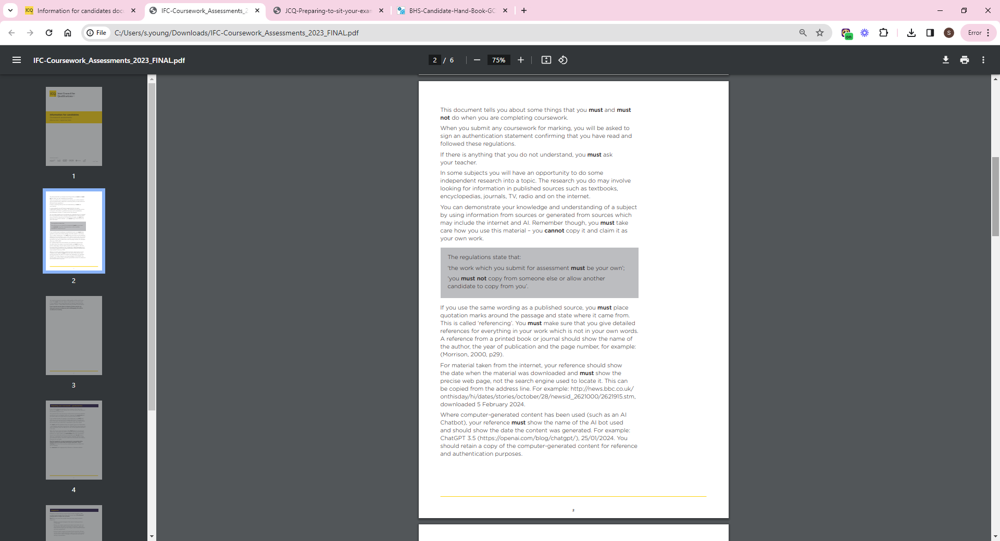 Information for candidates docu
IFC-Coursework_Assessments_2
JCQ-Preparing-to-sit-your-exam
BHS-Candidate-Hand-Book-GC
File
C:/Users/s.young/Downloads/IFC-Coursework_Assessments_2023_FINAL.pdf
on
S
Error
IFC-Coursework_Assessments_2023_FINAL.pdf
2 / 6
75%
1
2
3
4
This document tells you about some things that you must and must
not do when you are completing coursework.
When you submit any coursework for marking, you will be asked to
sign an authentication statement confirming that you have read and
followed these regulations.
If there is anything that you do not understand, you must ask
your teacher.
In some subjects you will have an opportunity to do some
independent research into a topic. The research you do may involve
looking for information in published sources such as textbooks,
encyclopedias, journals, TV, radio and on the internet.
You can demonstrate your knowledge and understanding of a subject
by using information from sources or generated from sources which
may include the internet and AI. Remember though, you must take
care how you use this material – you cannot copy it and claim it as
your own work.
The regulations state that:
‘the work which you submit for assessment must be your own’;
‘you must not copy from someone else or allow another
candidate to copy from you’.
If you use the same wording as a published source, you must place
quotation marks around the passage and state where it came from.
This is called ‘referencing’. You must make sure that you give detailed
references for everything in your work which is not in your own words.
A reference from a printed book or journal should show the name of
the author, the year of publication and the page number, for example:
(Morrison, 2000, p29).
For material taken from the internet, your reference should show
the date when the material was downloaded and must show the
precise web page, not the search engine used to locate it. This can
be copied from the address line. For example: http://news.bbc.co.uk/
onthisday/hi/dates/stories/october/28/newsid_2621000/2621915.stm,
downloaded 5 February 2024.
Where computer-generated content has been used (such as an AI
Chatbot), your reference must show the name of the AI bot used
and should show the date the content was generated. For example:
ChatGPT 3.5 (https://openai.com/blog/chatgpt/), 25/01/2024. You
should retain a copy of the computer-generated content for reference
and authentication purposes.
2